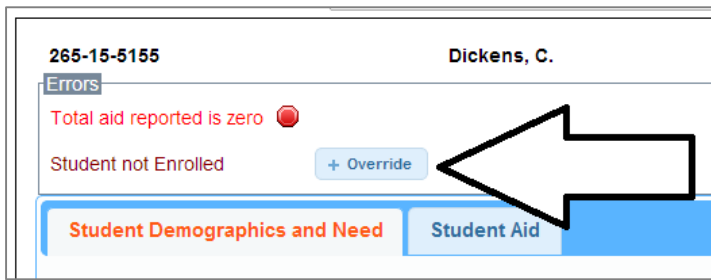 265-15-5155 Dickens, C.
Errors
Total aid reported is zero
Student not Enrolled + Override
Student Demographics and Need Student Aid